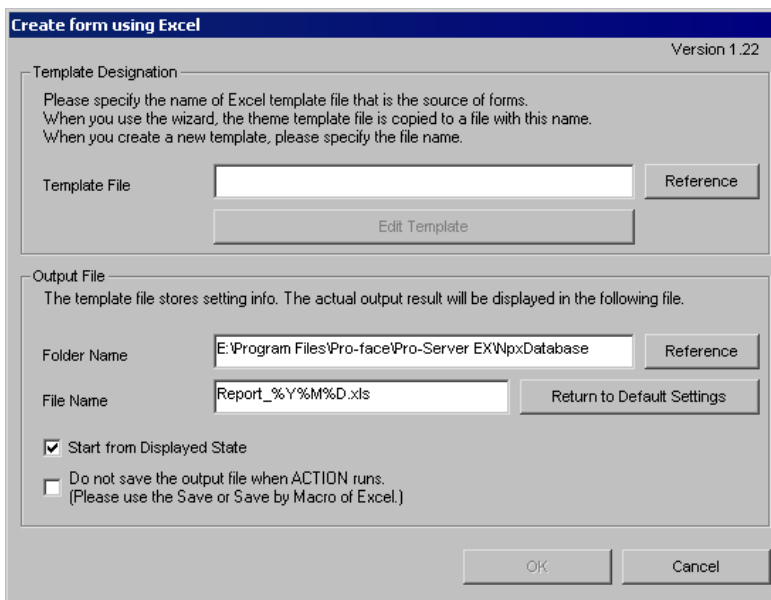 Create form using Excel
Version 1.22
Template Designation
Please specify the name of Excel template file that is the source of forms.
When you use the wizard, the theme template file is copied to a file with this name.
When you create a new template, please specify the file name.
Template File
Reference
Edit Template
Output File
The template file stores setting info. The actual output result will be displayed in the following file.
Folder Name
E:\Program Files\Pro-face\Pro-Server EX\NpxDatabase
Reference
File Name
Report_%Y%M%D.xls
Return to Default Settings
Start from Displayed State
Do not save the output file when ACTION runs.
(Please use the Save or Save by Macro of Excel.)
OK
Cancel